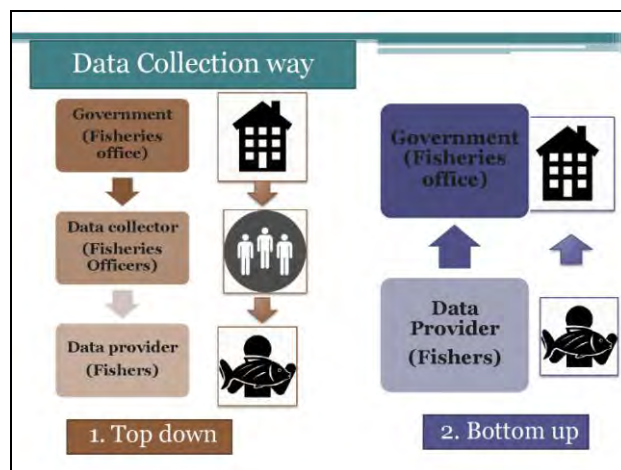 Data Collection way
Government
(Fisheries
office)
Data collector
(Fisheries
Officers)
Data provider
(Fishers)
1. Top down
Government
(Fisheries
office)
Data
Provider
(Fishers)
2. Bottom up